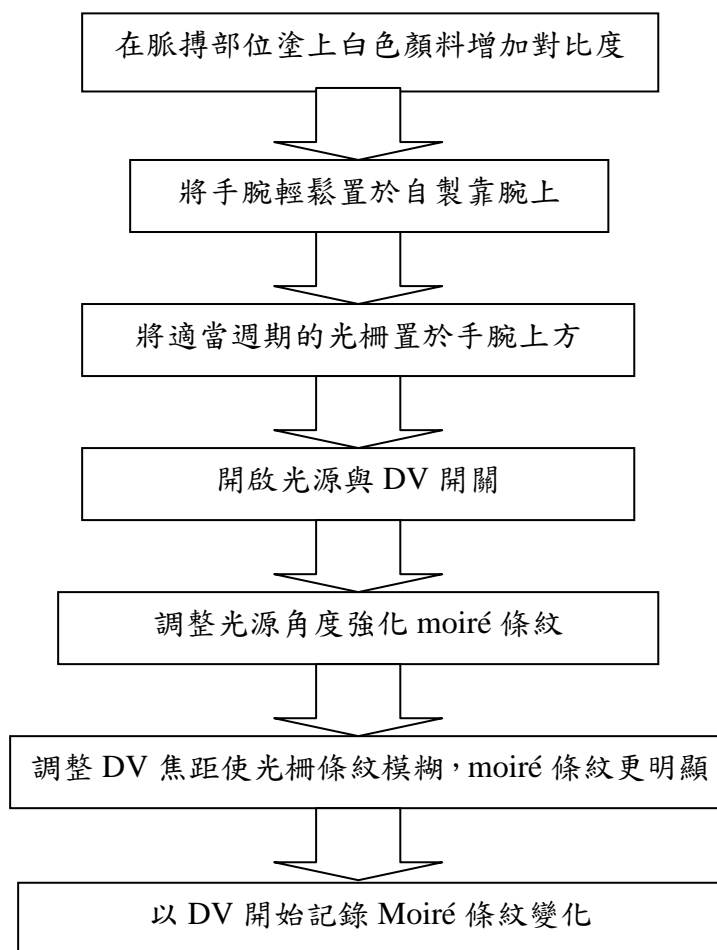 在脈搏部位塗上白色顏料增加對比度
將手腕輕鬆置於自製靠腕上
將適當週期的光柵置於手腕上方
開啟光源與 DV 開關
調整光源角度強化 moiré 條紋
調整 DV 焦距使光柵條紋模糊，moiré 條紋更明顯
以 DV 開始記錄 Moiré 條紋變化